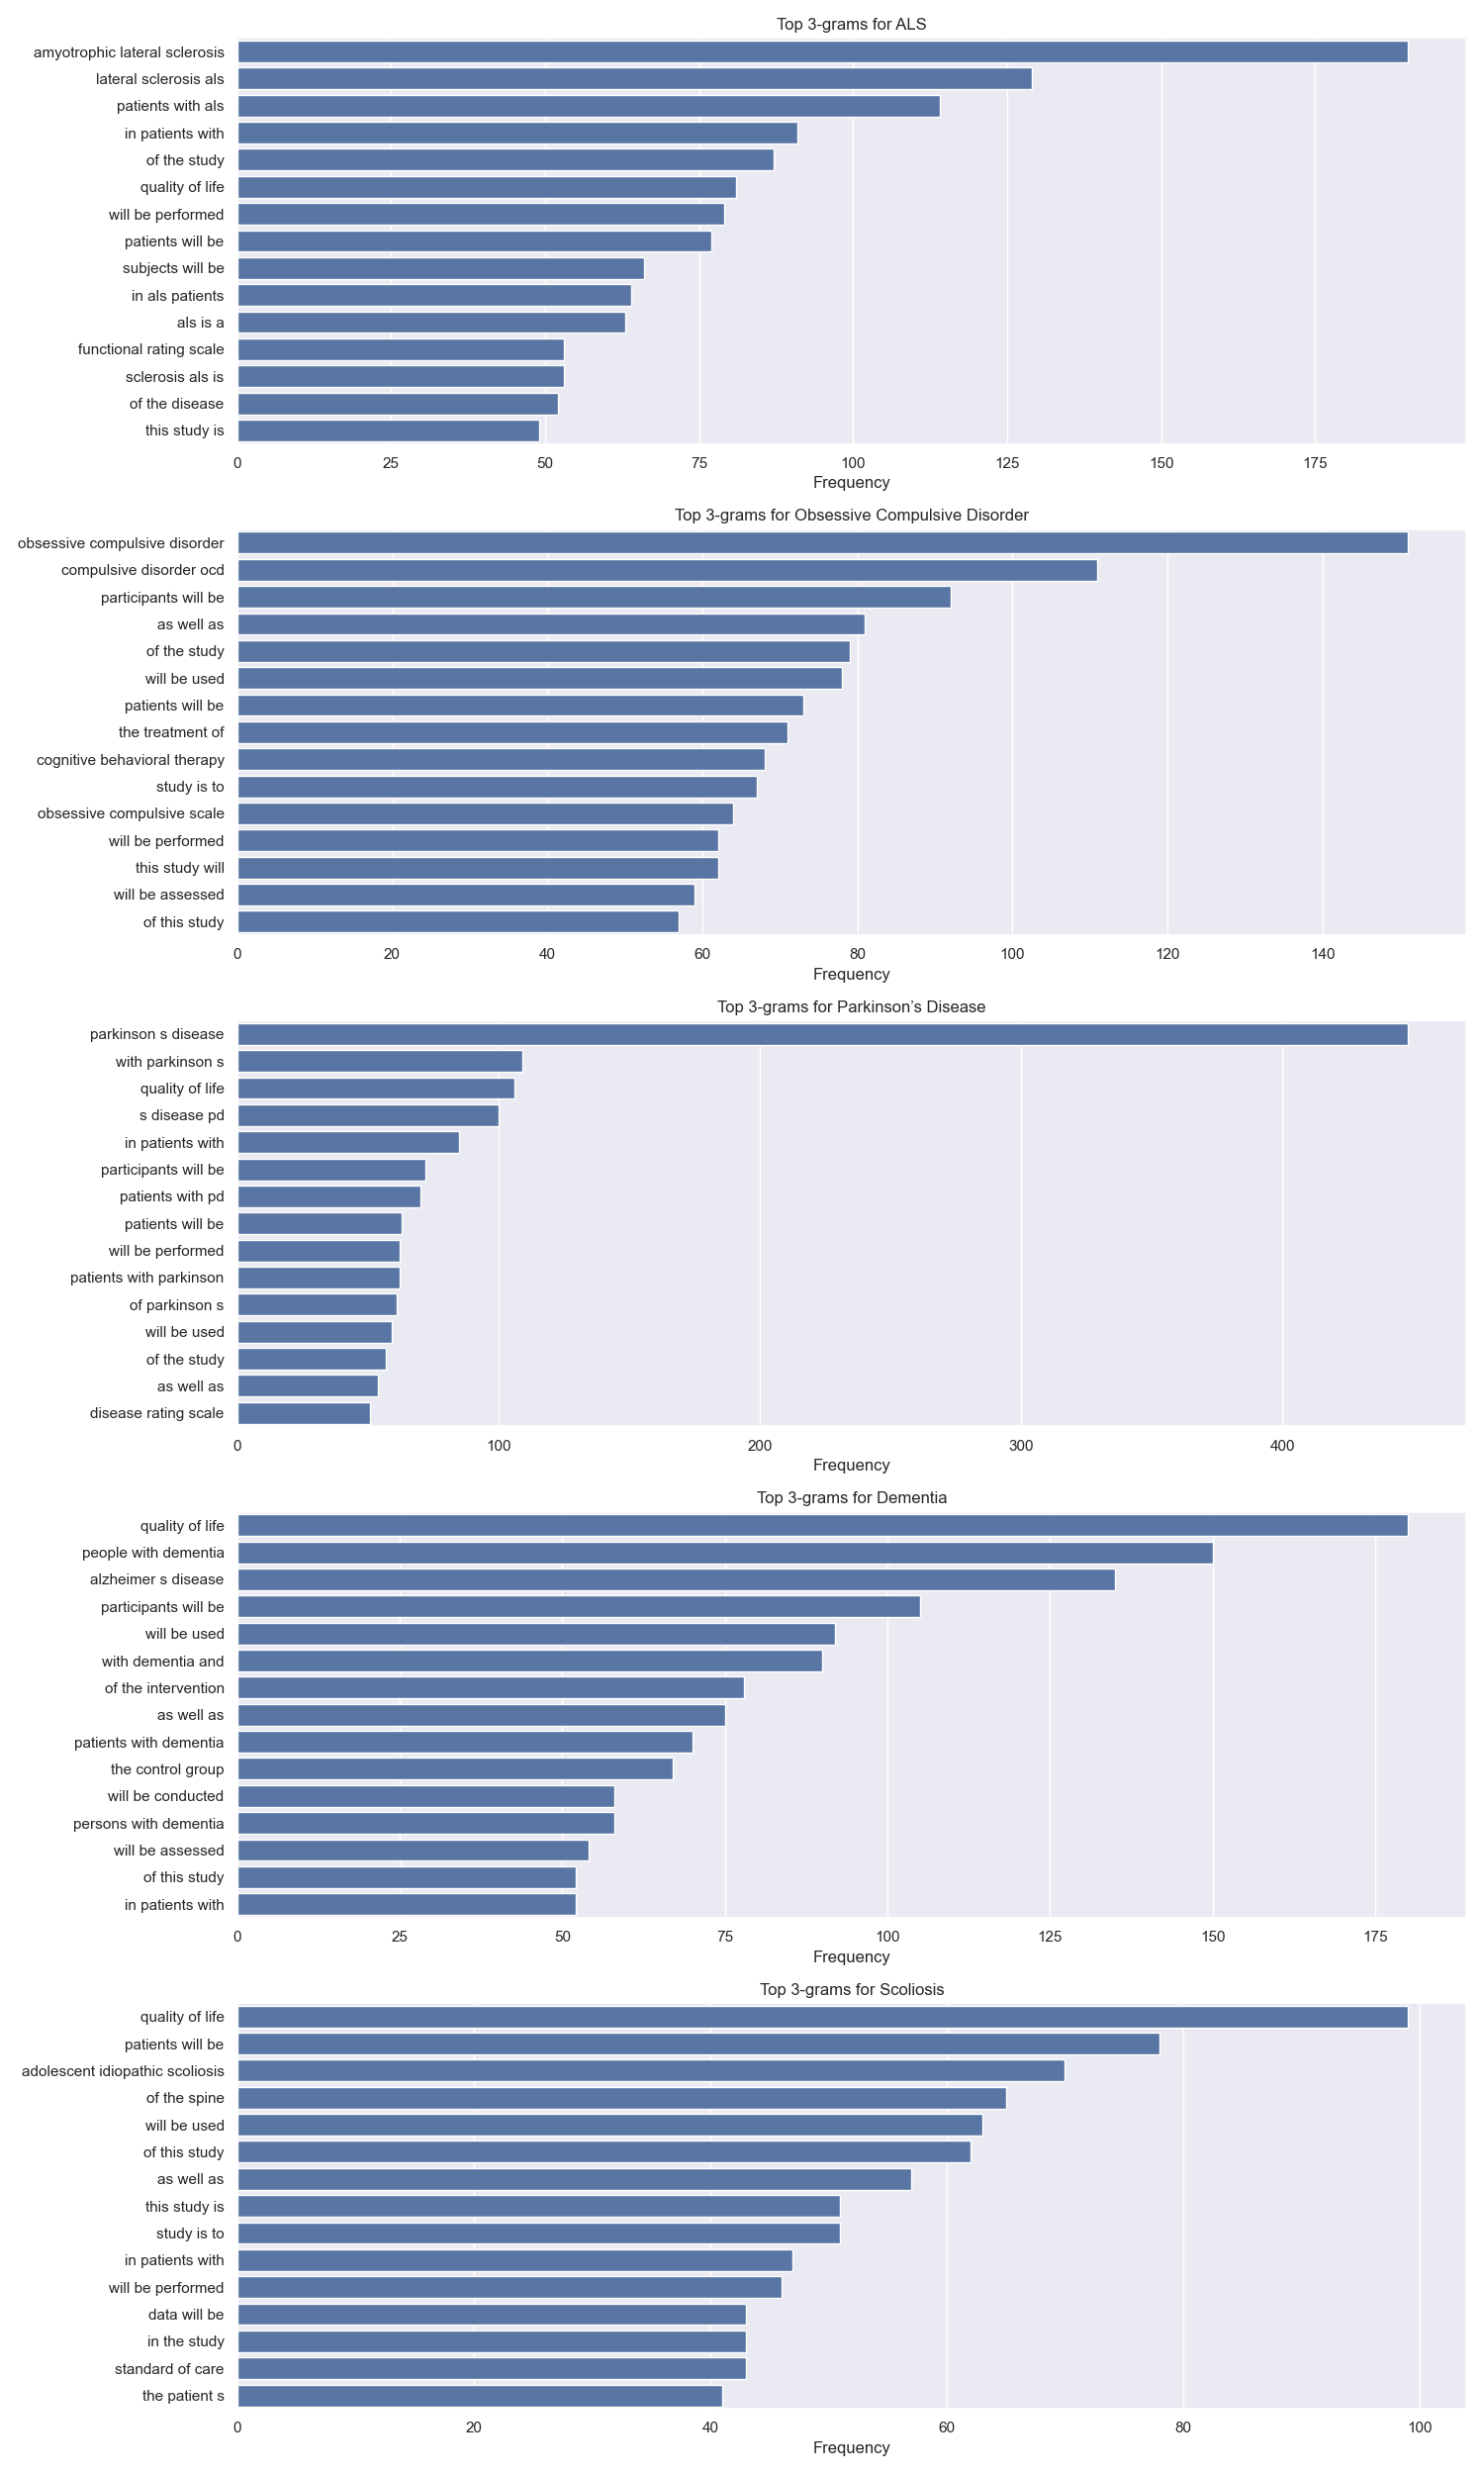 Top 3-grams for ALS
amyotrophic lateral sclerosis
lateral sclerosis als
patients with als
in patients with
of the study
quality of life
will be performed
patients will be
subjects will be
in als patients
als is a
functional rating scale
sclerosis als is
of the disease
this study is
0 25 50 75 100 125 150 175
Frequency
Top 3-grams for Obsessive Compulsive Disorder
obsessive compulsive disorder
compulsive disorder ocd
participants will be
as well as
of the study
will be used
patients will be
the treatment of
cognitive behavioral therapy
study is to
obsessive compulsive scale
will be performed
this study will
will be assessed
of this study
0 20 40 60 80 100 120 140
Frequency
Top 3-grams for Parkinson’s Disease
parkinson s disease
with parkinson s
quality of life
s disease pd
in patients with
participants will be
patients with pd
patients will be
will be performed
patients with parkinson
of parkinson s
will be used
of the study
as well as
disease rating scale
0 100 200 300 400
Frequency
Top 3-grams for Dementia
quality of life
people with dementia
alzheimer s disease
participants will be
will be used
with dementia and
of the intervention
as well as
patients with dementia
the control group
will be conducted
persons with dementia
will be assessed
of this study
in patients with
0 25 50 75 100 125 150 175
Frequency
Top 3-grams for Scoliosis
quality of life
patients will be
adolescent idiopathic scoliosis
of the spine
will be used
of this study
as well as
this study is
study is to
in patients with
will be performed
data will be
in the study
standard of care
the patient s
0 20 40 60 80 100
Frequency